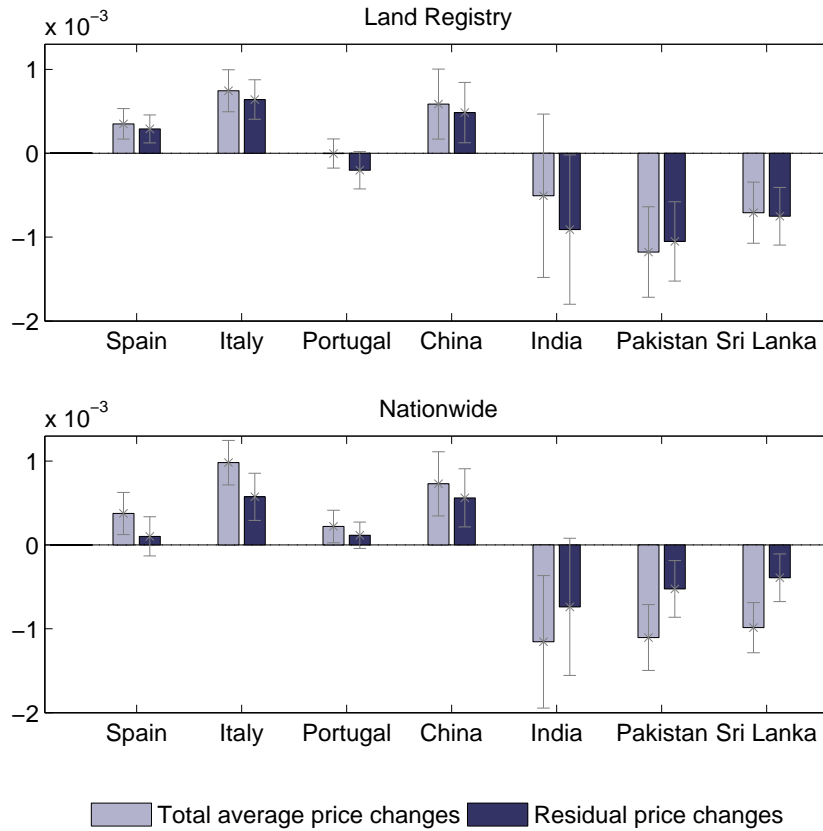 Land Registry
x 10⁻³
1
0
−1
−2
Spain Italy Portugal China India Pakistan Sri Lanka
Nationwide
x 10⁻³
1
0
−1
−2
Spain Italy Portugal China India Pakistan Sri Lanka
Total average price changes Residual price changes